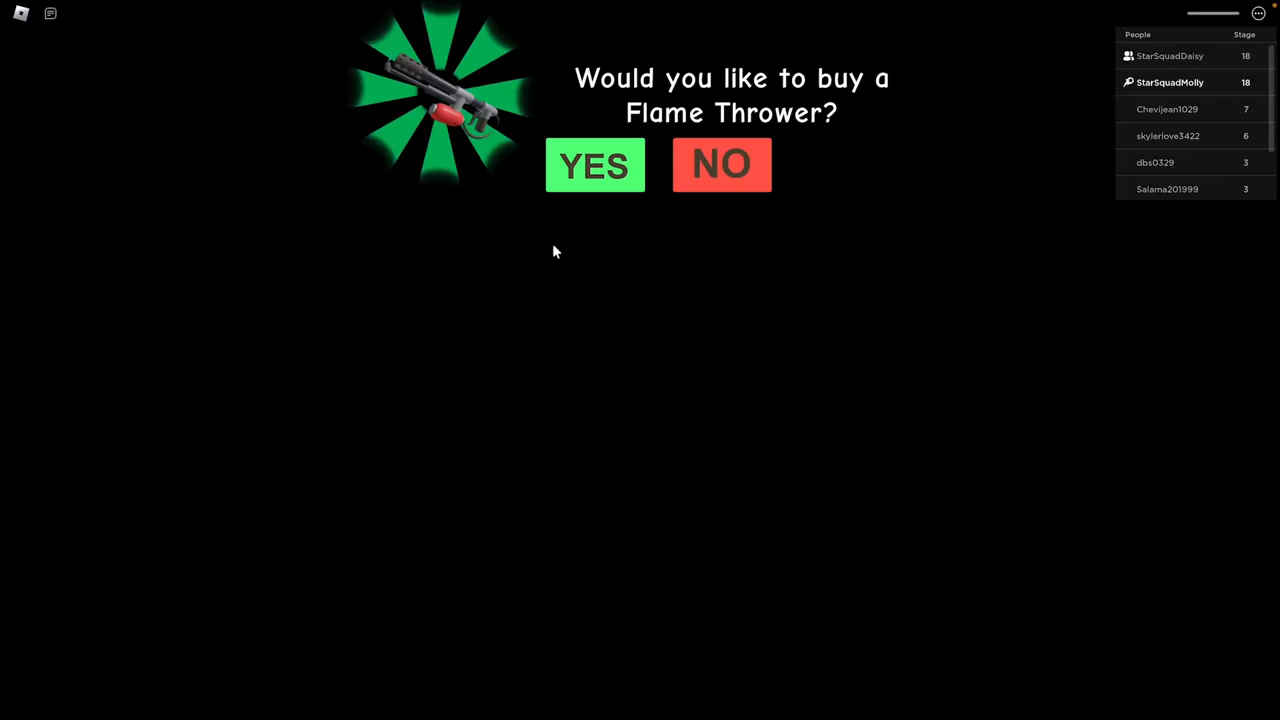 People Stage
StarSquadDaisy 18
StarSquadMolly 18
Chevijean1029 7
skylerlove3422 6
dbs0329 3
Salama201999 3
Would you like to buy a
Flame Thrower?
YES NO